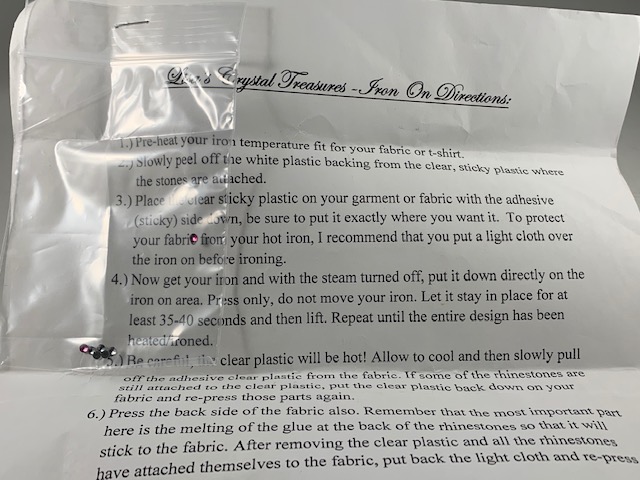 Lisa's Crystal Treasures - Iron On Directions:
1.) Pre-heat your iron temperature fit for your fabric or t-shirt.
2.) Slowly peel off the white plastic backing from the clear, sticky plastic where
the stones are attached.
3.) Place the clear sticky plastic on your garment or fabric with the adhesive
(sticky) side down, be sure to put it exactly where you want it. To protect
your fabric from your hot iron, I recommend that you put a light cloth over
the iron on before ironing.
4.) Now get your iron and with the steam turned off, put it down directly on the
iron on area. Press only, do not move your iron. Let it stay in place for at
least 35-40 seconds and then lift. Repeat until the entire design has been
heated/ironed.
5.) Be careful, the clear plastic will be hot! Allow to cool and then slowly pull
off the adhesive clear plastic from the fabric. If some of the rhinestones are
still attached to the clear plastic, put the clear plastic back down on your
fabric and re-press those parts again.
6.) Press the back side of the fabric also. Remember that the most important part
here is the melting of the glue at the back of the rhinestones so that it will
stick to the fabric. After removing the clear plastic and all the rhinestones
have attached themselves to the fabric, put back the light cloth and re-press